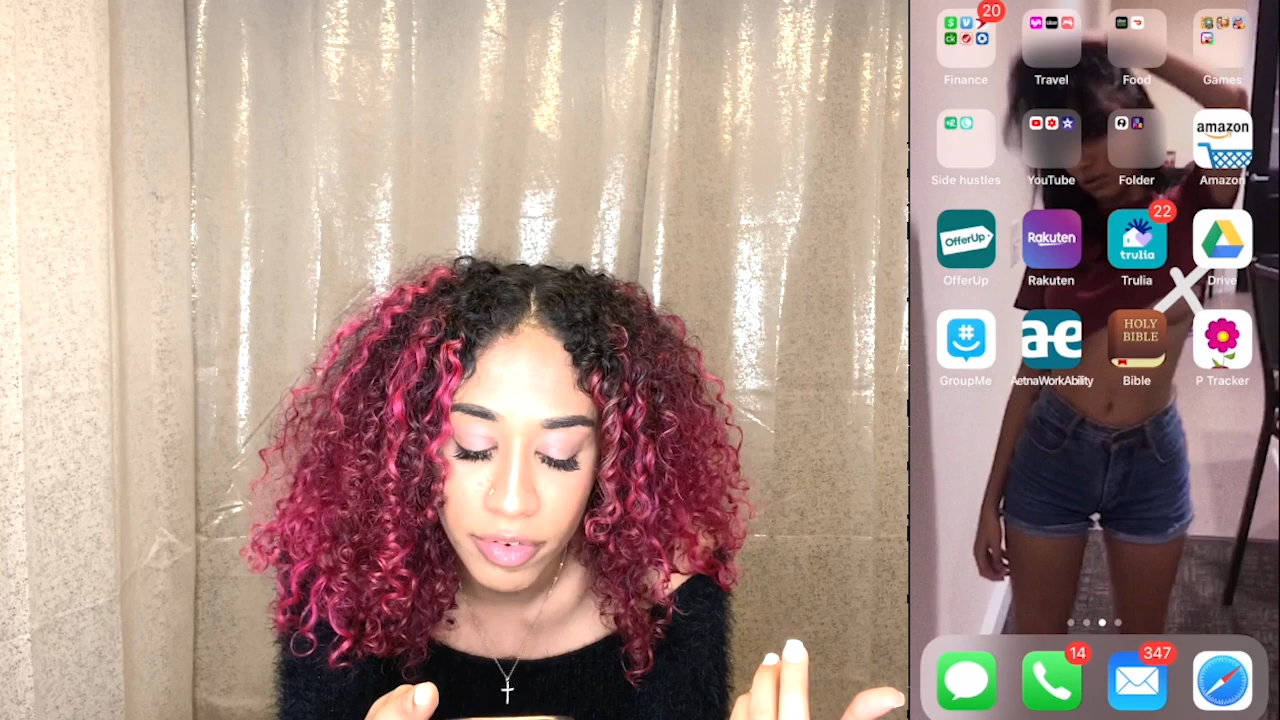 20
Finance Travel Food Games
amazon
Side hustles YouTube Folder Amazon
22
OfferUp Rakuten trulia
OfferUp Rakuten Trulia Drive
#
ae HOLY
BIBLE
GroupMe AetnaWorkAbility Bible P Tracker
14 347